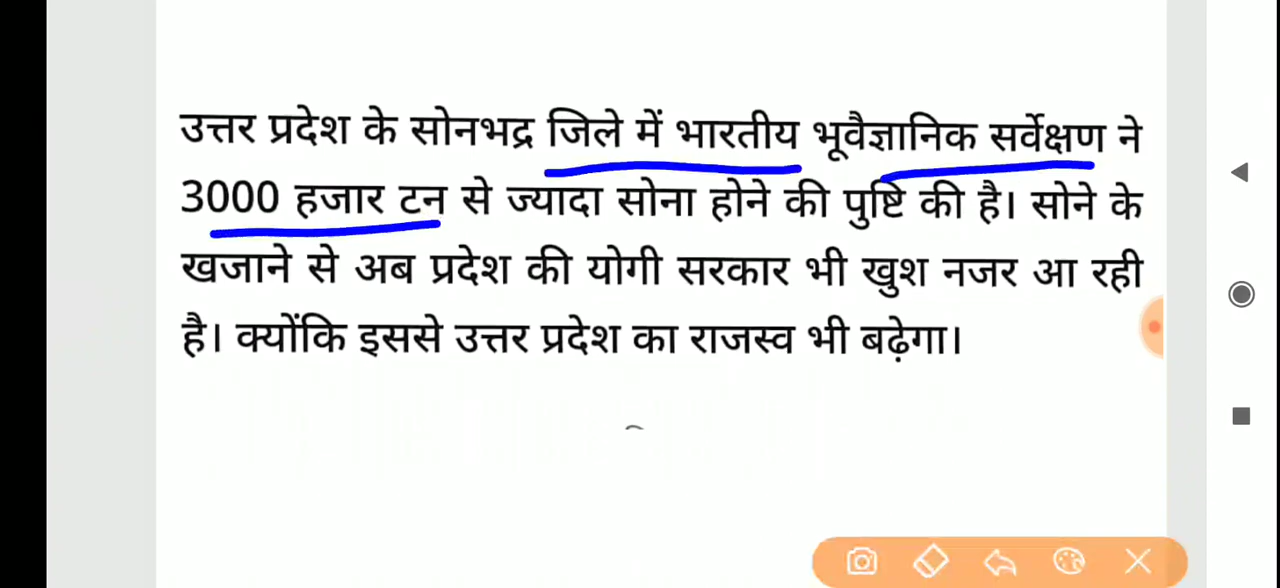 उत्तर प्रदेश के सोनभद्र जिले में भारतीय भूवैज्ञानिक सर्वेक्षण ने
3000 हजार टन से ज्यादा सोना होने की पुष्टि की है। सोने के
खजाने से अब प्रदेश की योगी सरकार भी खुश नजर आ रही
है। क्योंकि इससे उत्तर प्रदेश का राजस्व भी बढ़ेगा।